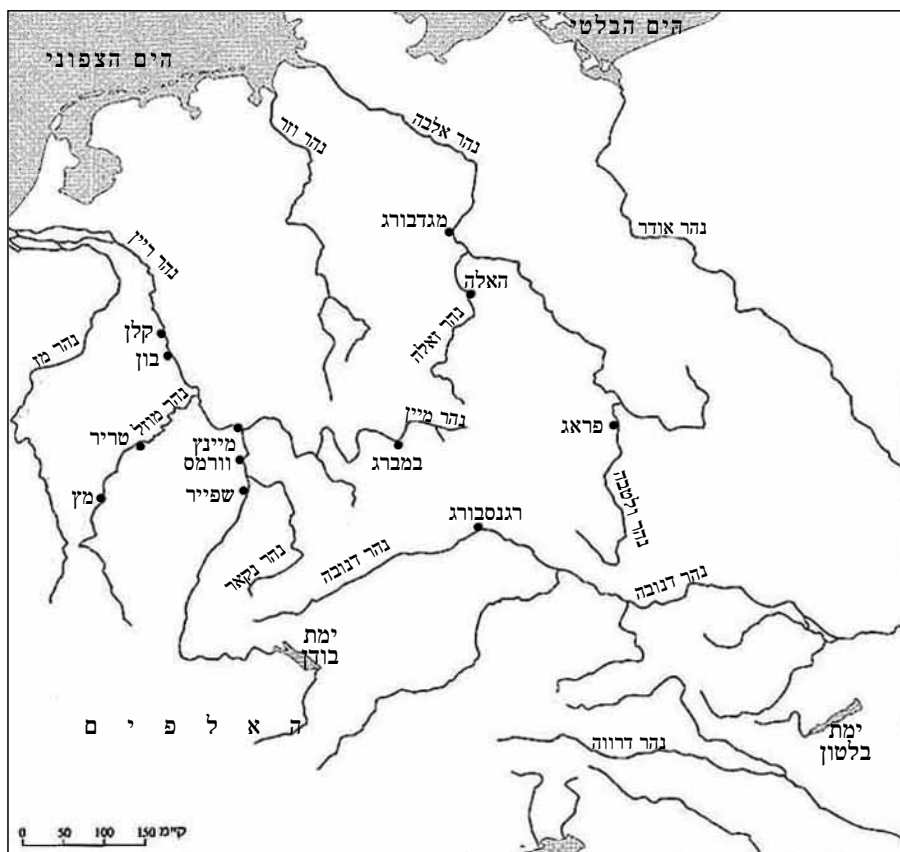 הים הבלטי
הים הצפוני
נהר אלבה
נהר וזר
מגדבורג
נהר אודר
נהר ריין
האלה
נהר זאלה
קלן
נהר מז
בון
נהר מוזל
נהר מיין
פראג
מיינץ
טריר
במברג
וורמס
שפייר
מץ
נהר ולטבה
רגנסבורג
נהר נקאר
נהר דנובה
נהר דנובה
ימת
בודן
האלפים
ימת
בלטון
נהר דרווה
0 50 100 150 ק״מ